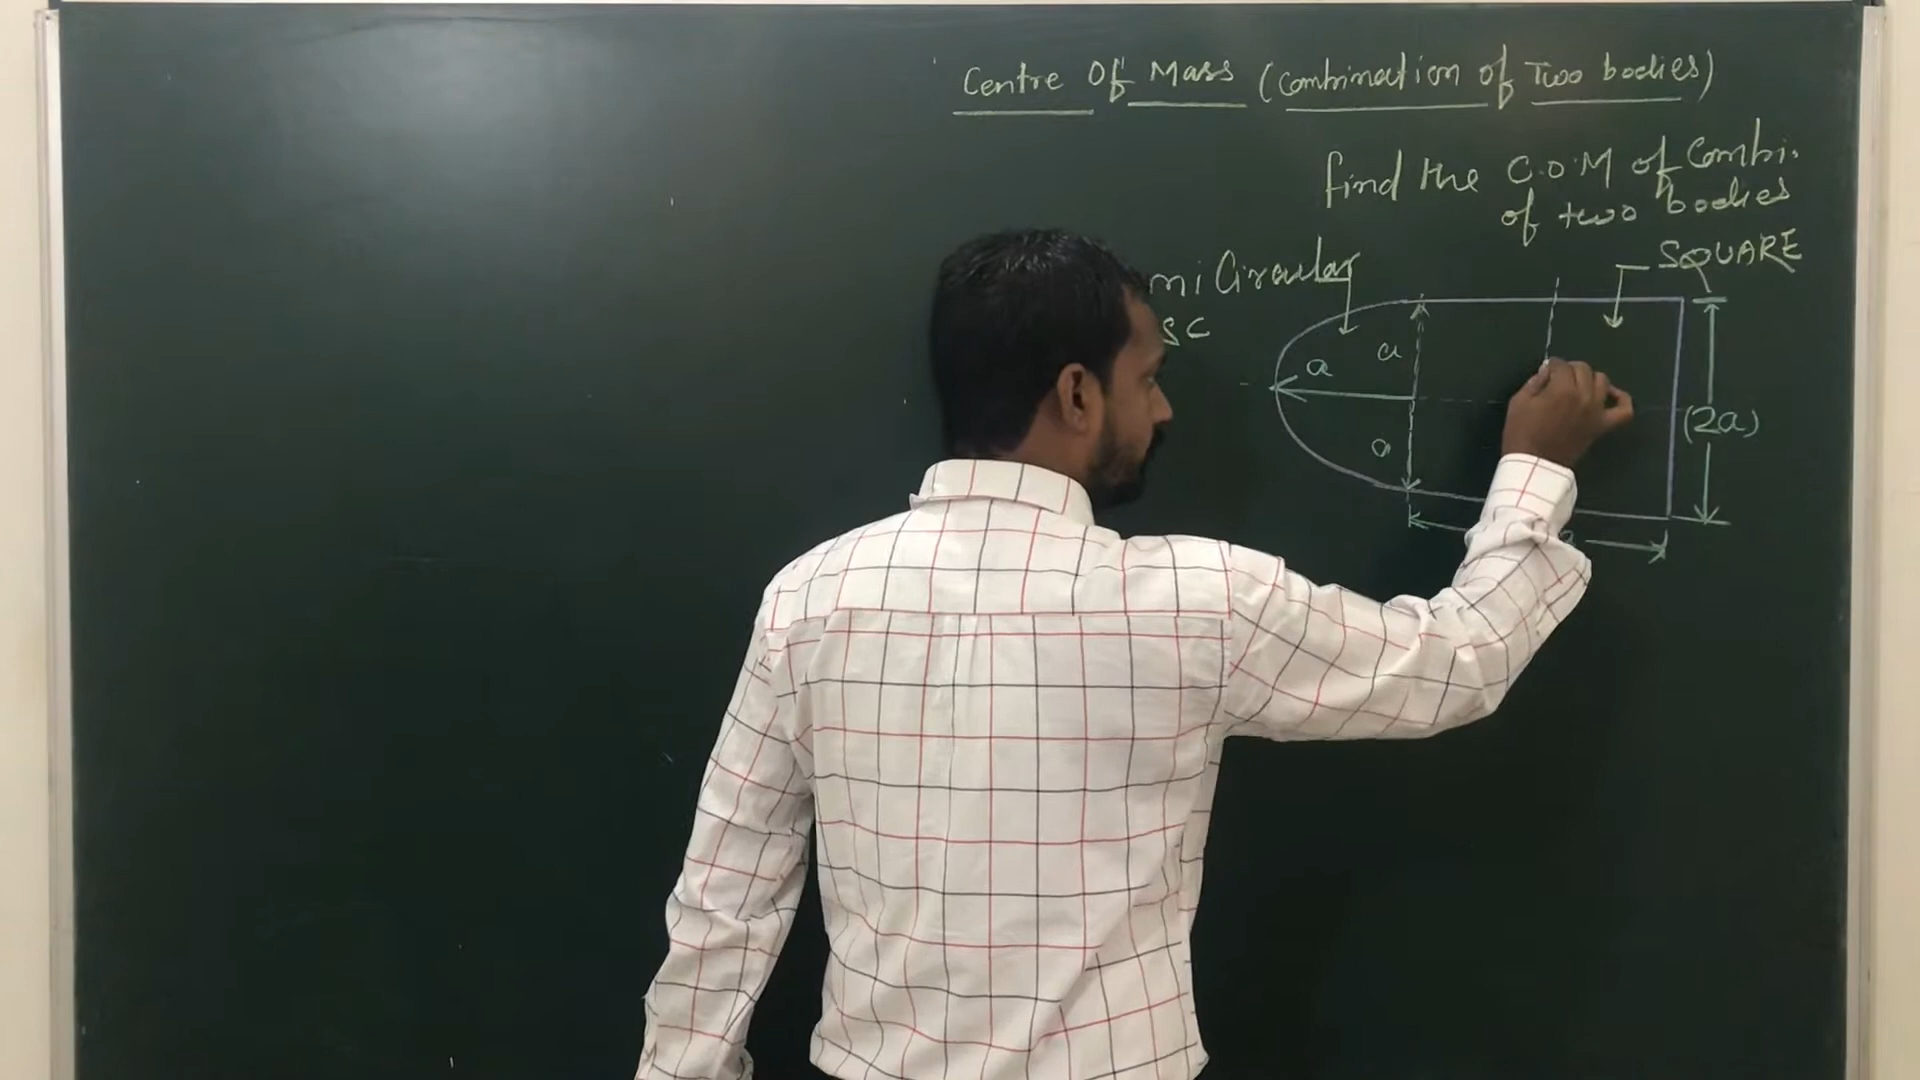 Centre Of Mass (Combination of Two bodies)
find the C.O.M of Combi.
of two bodies
SQUARE
mi Circular
SC
a
a
a
(2a)